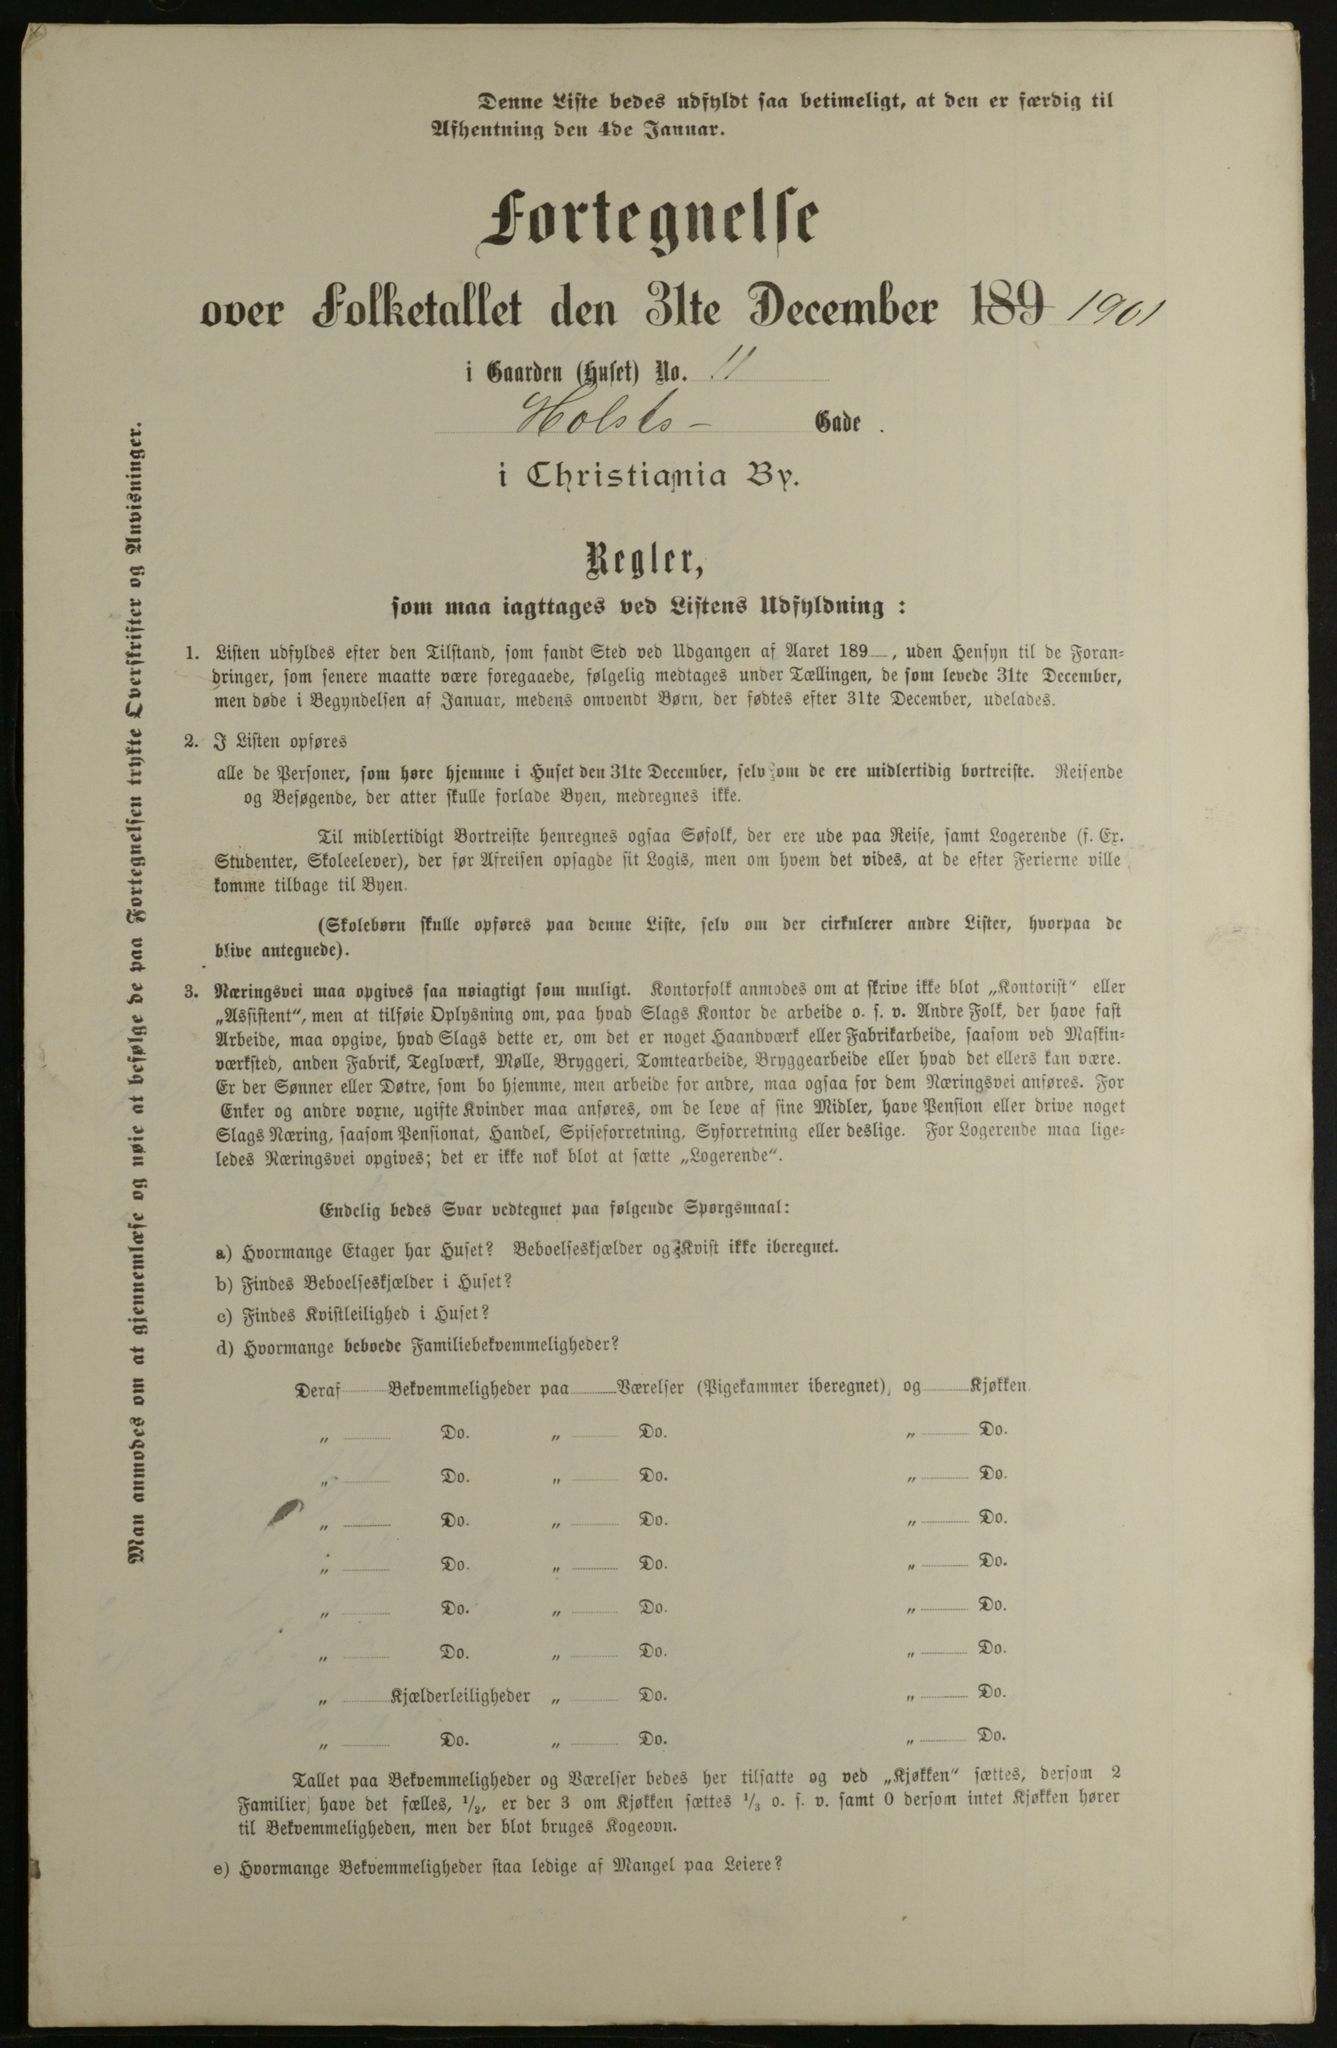 Denne Liste bedes udfyldt saa betimeligt, at den er færdig til
Afhentning den 4de Januar.
Fortegnelse
over Folketallet den 31te December 189 1901
i Gaarden (Huset) No. 11
Holsts- Gade.
i Christiania By.
Regler,
som maa iagttages ved Listens Udfyldning:
1. Listen udfyldes efter den Tilstand, som fandt Sted ved Udgangen af Aaret 189 , uden Hensyn til de Foran-
dringer, som senere maatte være foregaaede, følgelig medtages under Tællingen, de som levede 31te December,
men døde i Begyndelsen af Januar, medens omvendt Børn, der fødtes efter 31te December, udelades.
2. I Listen opføres
alle de Personer, som høre hjemme i Huset den 31te December, selv om de ere midlertidig bortreiste. Reisende
og Besøgende, der atter skulle forlade Byen, medregnes ikke.
Til midlertidigt Bortreiste henregnes ogsaa Søfolk, der ere ude paa Reise, samt Logerende (f. Ex.
Studenter, Skoleelever), der før Afreisen opsagde sit Logis, men om hvem det vides, at de efter Ferierne ville
komme tilbage til Byen.
(Skolebørn skulle opføres paa denne Liste, selv om der cirkulerer andre Lister, hvorpaa de
blive antegnede).
3. Næringsvei maa opgives saa nøiagtigt som muligt. Kontorfolk anmodes om at skrive ikke blot „Kontorist“ eller
„Assistent“, men at tilføie Oplysning om, paa hvad Slags Kontor de arbeide o. s. v. Andre Folk, der have fast
Arbeide, maa opgive, hvad Slags dette er, om det er noget Haandværk eller Fabrikarbeide, saasom ved Maskin-
værksted, anden Fabrik, Teglværk, Mølle, Bryggeri, Tomtearbeide, Bryggearbeide eller hvad det ellers kan være.
Er der Sønner eller Døtre, som bo hjemme, men arbeide for andre, maa ogsaa for dem Næringsvei anføres. For
Enker og andre voxne, ugifte Kvinder maa anføres, om de leve af sine Midler, have Pension eller drive noget
Slags Næring, saasom Pensionat, Handel, Spiseforretning, Syforretning eller deslige. For Logerende maa lige-
ledes Næringsvei opgives; det er ikke nok blot at sætte „Logerende“.
Endelig bedes Svar vedtegnet paa følgende Spørgsmaal:
a) Hvormange Etager har Huset? Beboelseskjælder og Kvist ikke iberegnet.
b) Findes Beboelseskjælder i Huset?
c) Findes Kvistleilighed i Huset?
d) Hvormange beboede Familiebekvemmeligheder?
Deraf Bekvemmeligheder paa Værelser (Pigekammer iberegnet) og Kjøkken
„ Do. „ Do. „ Do.
„ Do. „ Do. „ Do.
„ Do. „ Do. „ Do.
„ Do. „ Do. „ Do.
„ Do. „ Do. „ Do.
„ Do. „ Do. „ Do.
„ Kjælderleiligheder „ Do. „ Do.
„ Do. „ Do. „ Do.
Tallet paa Bekvemmeligheder og Værelser bedes her tilsatte og ved „Kjøkken“ sættes, dersom 2
Familier have det fælles, 1/2, er der 3 om Kjøkken sættes 1/3 o. s. v. samt 0 dersom intet Kjøkken hører
til Bekvemmeligheden, men der blot bruges Kogeovn.
e) Hvormange Bekvemmeligheder staa ledige af Mangel paa Leiere?
Man anmodes om at gjennemlæse og nøie at befølge de paa Fortegnelsen trykte Overskrifter og Anvisninger.